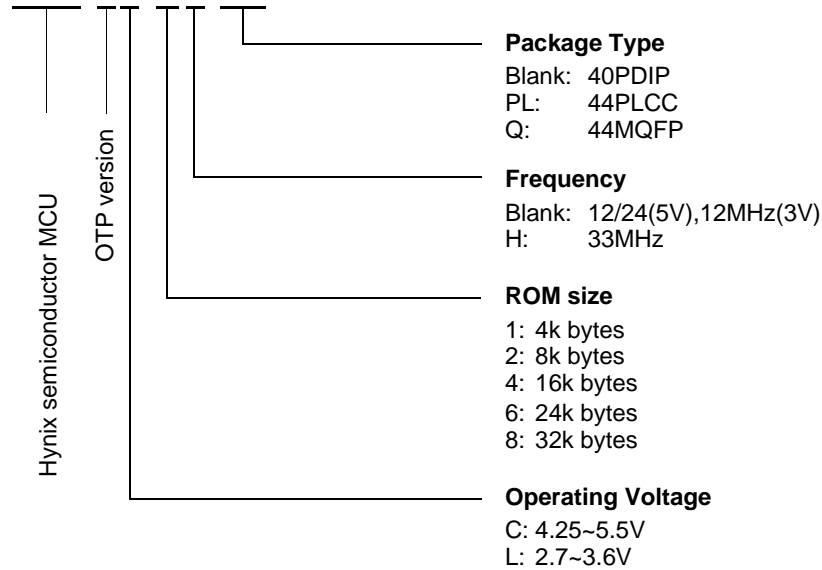 Package Type
Blank: 40PDIP
PL: 44PLCC
Q: 44MQFP
Frequency
Blank: 12/24(5V),12MHz(3V)
H: 33MHz
ROM size
1: 4k bytes
2: 8k bytes
4: 16k bytes
6: 24k bytes
8: 32k bytes
Operating Voltage
C: 4.25~5.5V
L: 2.7~3.6V
OTP version
Hynix semiconductor MCU